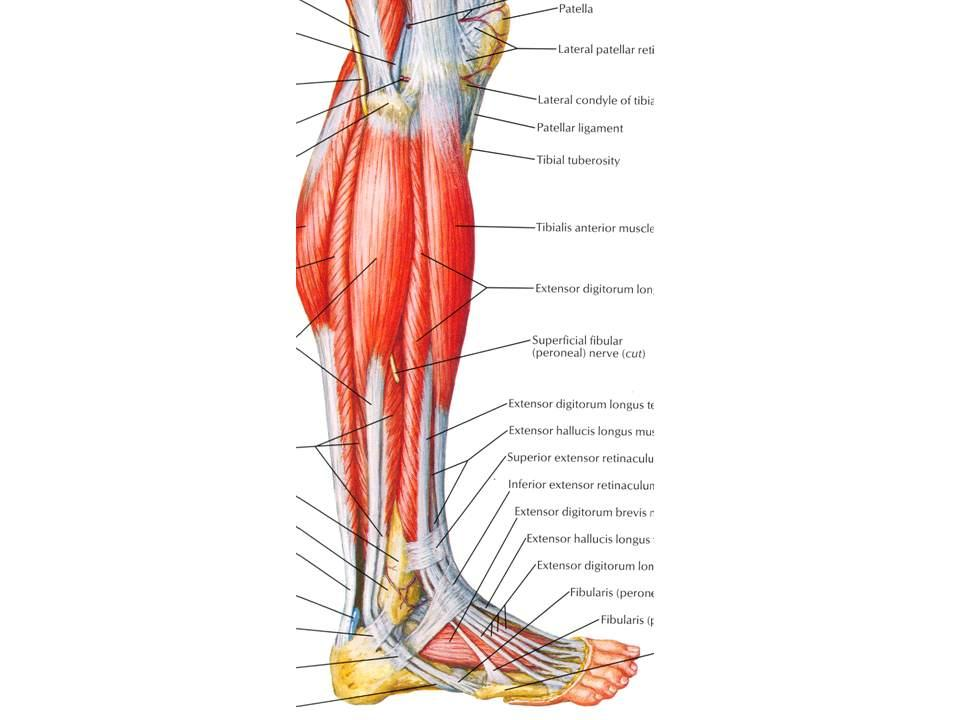 Patella
Lateral patellar reti
Lateral condyle of tibia
Patellar ligament
Tibial tuberosity
Tibialis anterior muscle
Extensor digitorum lon
Superficial fibular
(peroneal) nerve (cut)
Extensor digitorum longus te
Extensor hallucis longus mus
Superior extensor retinaculu
Inferior extensor retinaculum
Extensor digitorum brevis
Extensor hallucis longus
Extensor digitorum lon
Fibularis (perone
Fibularis (p